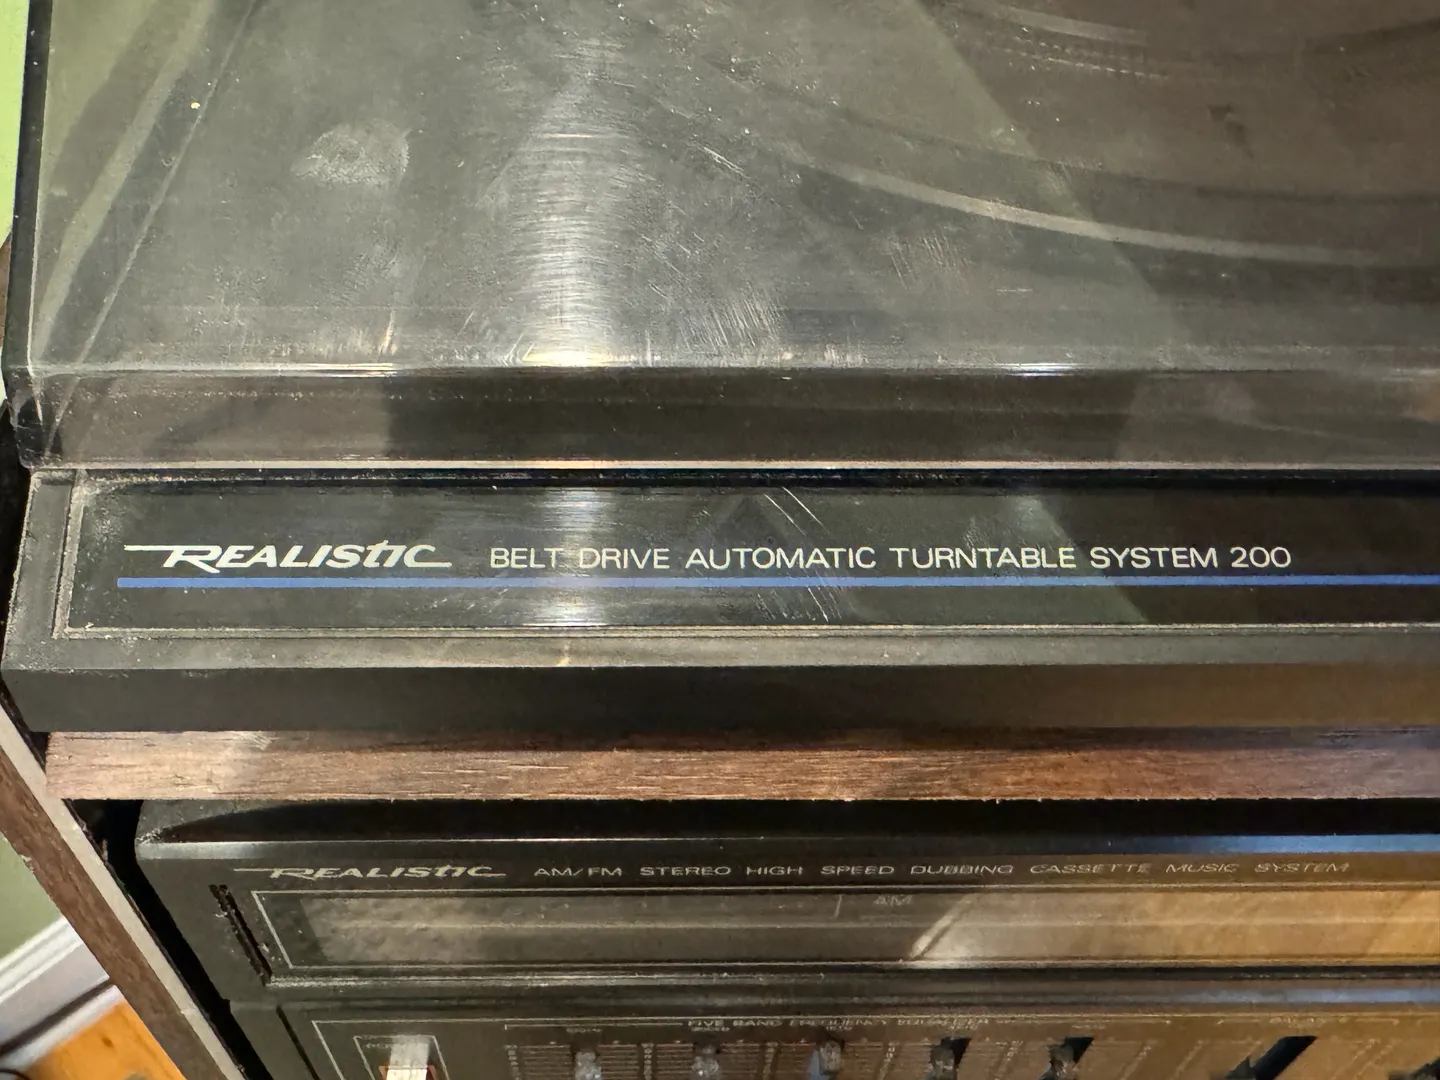 REALISTIC BELT DRIVE AUTOMATIC TURNTABLE SYSTEM 200
REALISTIC AM/FM STEREO HIGH SPEED DUBBING CASSETTE MUSIC SYSTEM
AM
FIVE BAND FREQUENCY EQUALIZER